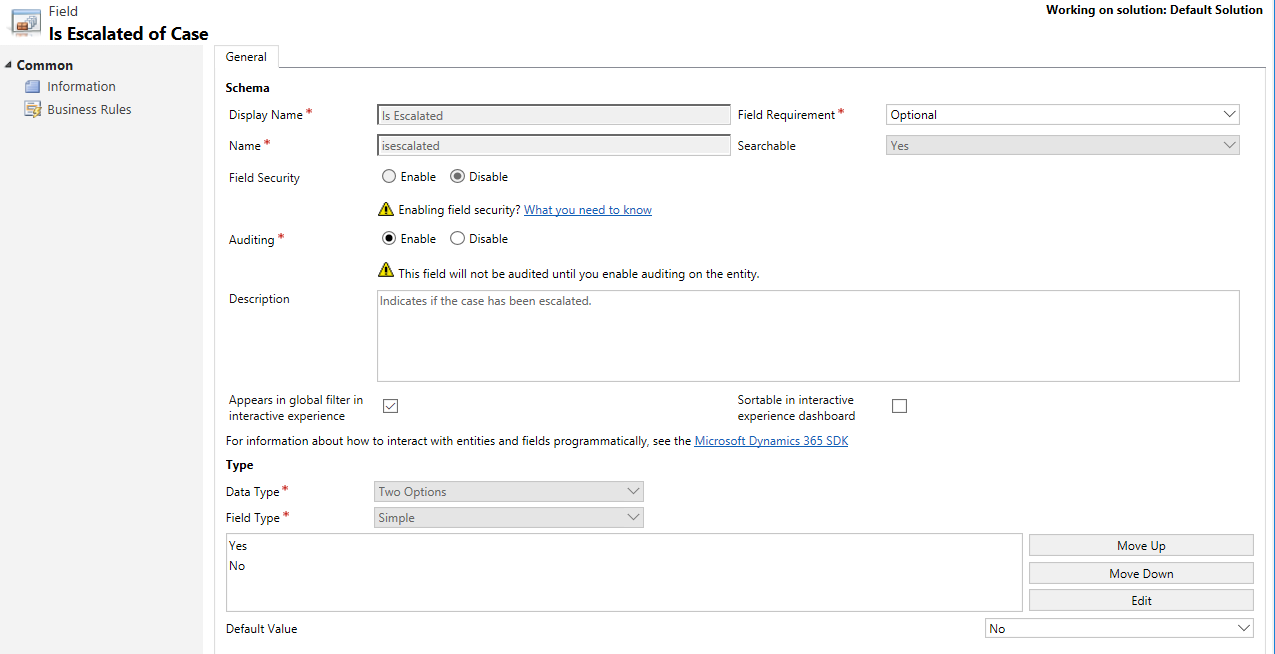 Field
Working on solution: Default Solution
Is Escalated of Case
Common
Information
Business Rules
General
Schema
Display Name * Is Escalated Field Requirement * Optional
Name * isescalated Searchable Yes
Field Security Enable Disable
Enabling field security? What you need to know
Auditing * Enable Disable
This field will not be audited until you enable auditing on the entity.
Description Indicates if the case has been escalated.
Appears in global filter in
interactive experience
Sortable in interactive
experience dashboard
For information about how to interact with entities and fields programmatically, see the Microsoft Dynamics 365 SDK
Type
Data Type * Two Options
Field Type * Simple
Yes
No
Move Up
Move Down
Edit
Default Value No